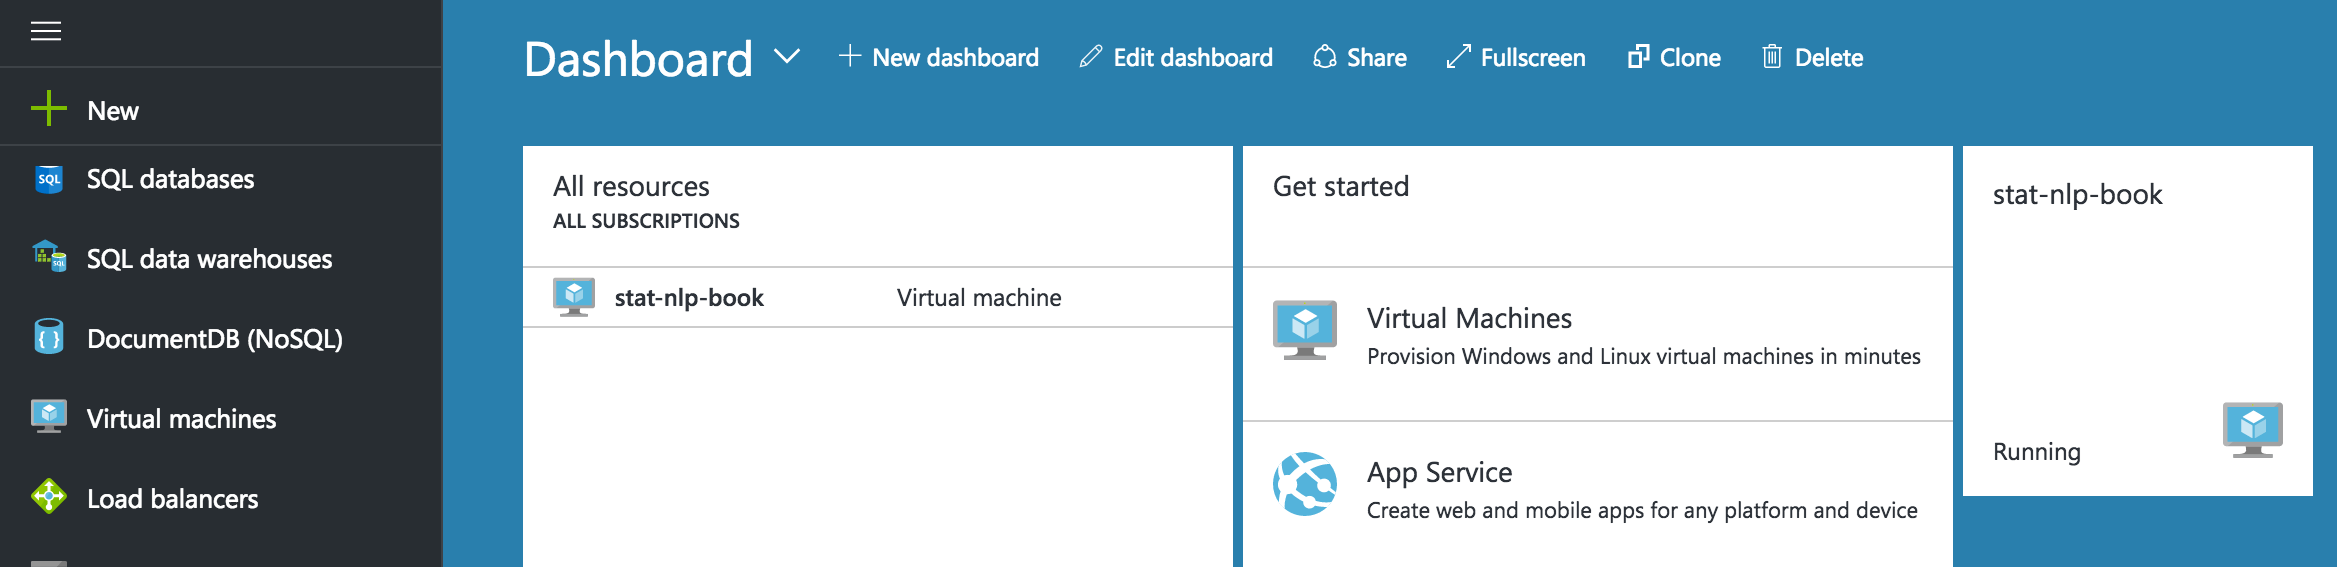 New
SQL databases
SQL data warehouses
DocumentDB (NoSQL)
Virtual machines
Load balancers
Dashboard
New dashboard
Edit dashboard
Share
Fullscreen
Clone
Delete
All resources
ALL SUBSCRIPTIONS
stat-nlp-book Virtual machine
Get started
Virtual Machines
Provision Windows and Linux virtual machines in minutes
App Service
Create web and mobile apps for any platform and device
stat-nlp-book
Running